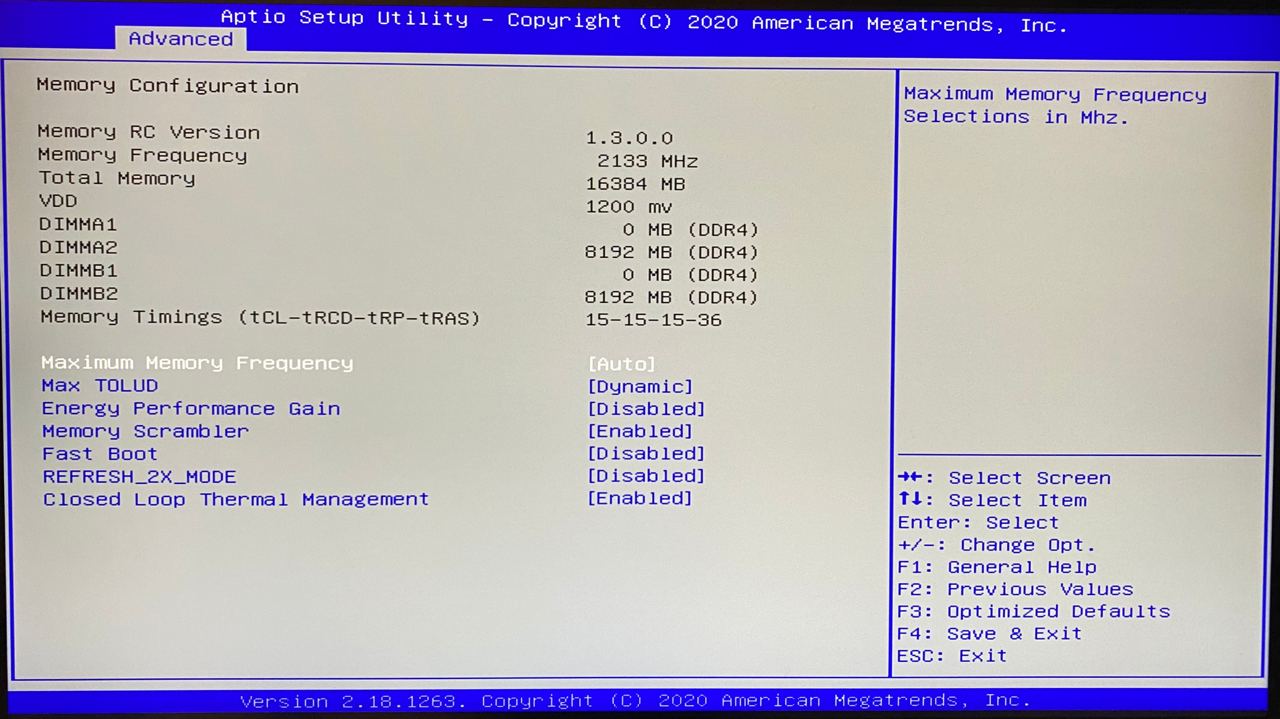 Aptio Setup Utility – Copyright (C) 2020 American Megatrends, Inc.
Advanced
Memory Configuration
Memory RC Version 1.3.0.0
Memory Frequency 2133 MHz
Total Memory 16384 MB
VDD 1200 mv
DIMMA1 0 MB (DDR4)
DIMMA2 8192 MB (DDR4)
DIMMB1 0 MB (DDR4)
DIMMB2 8192 MB (DDR4)
Memory Timings (tCL-tRCD-tRP-tRAS) 15-15-15-36
Maximum Memory Frequency [Auto]
Max TOLUD [Dynamic]
Energy Performance Gain [Disabled]
Memory Scrambler [Enabled]
Fast Boot [Disabled]
REFRESH_2X_MODE [Disabled]
Closed Loop Thermal Management [Enabled]
Maximum Memory Frequency
Selections in Mhz.
→←: Select Screen
↑↓: Select Item
Enter: Select
+/-: Change Opt.
F1: General Help
F2: Previous Values
F3: Optimized Defaults
F4: Save & Exit
ESC: Exit
Version 2.18.1263. Copyright (C) 2020 American Megatrends, Inc.